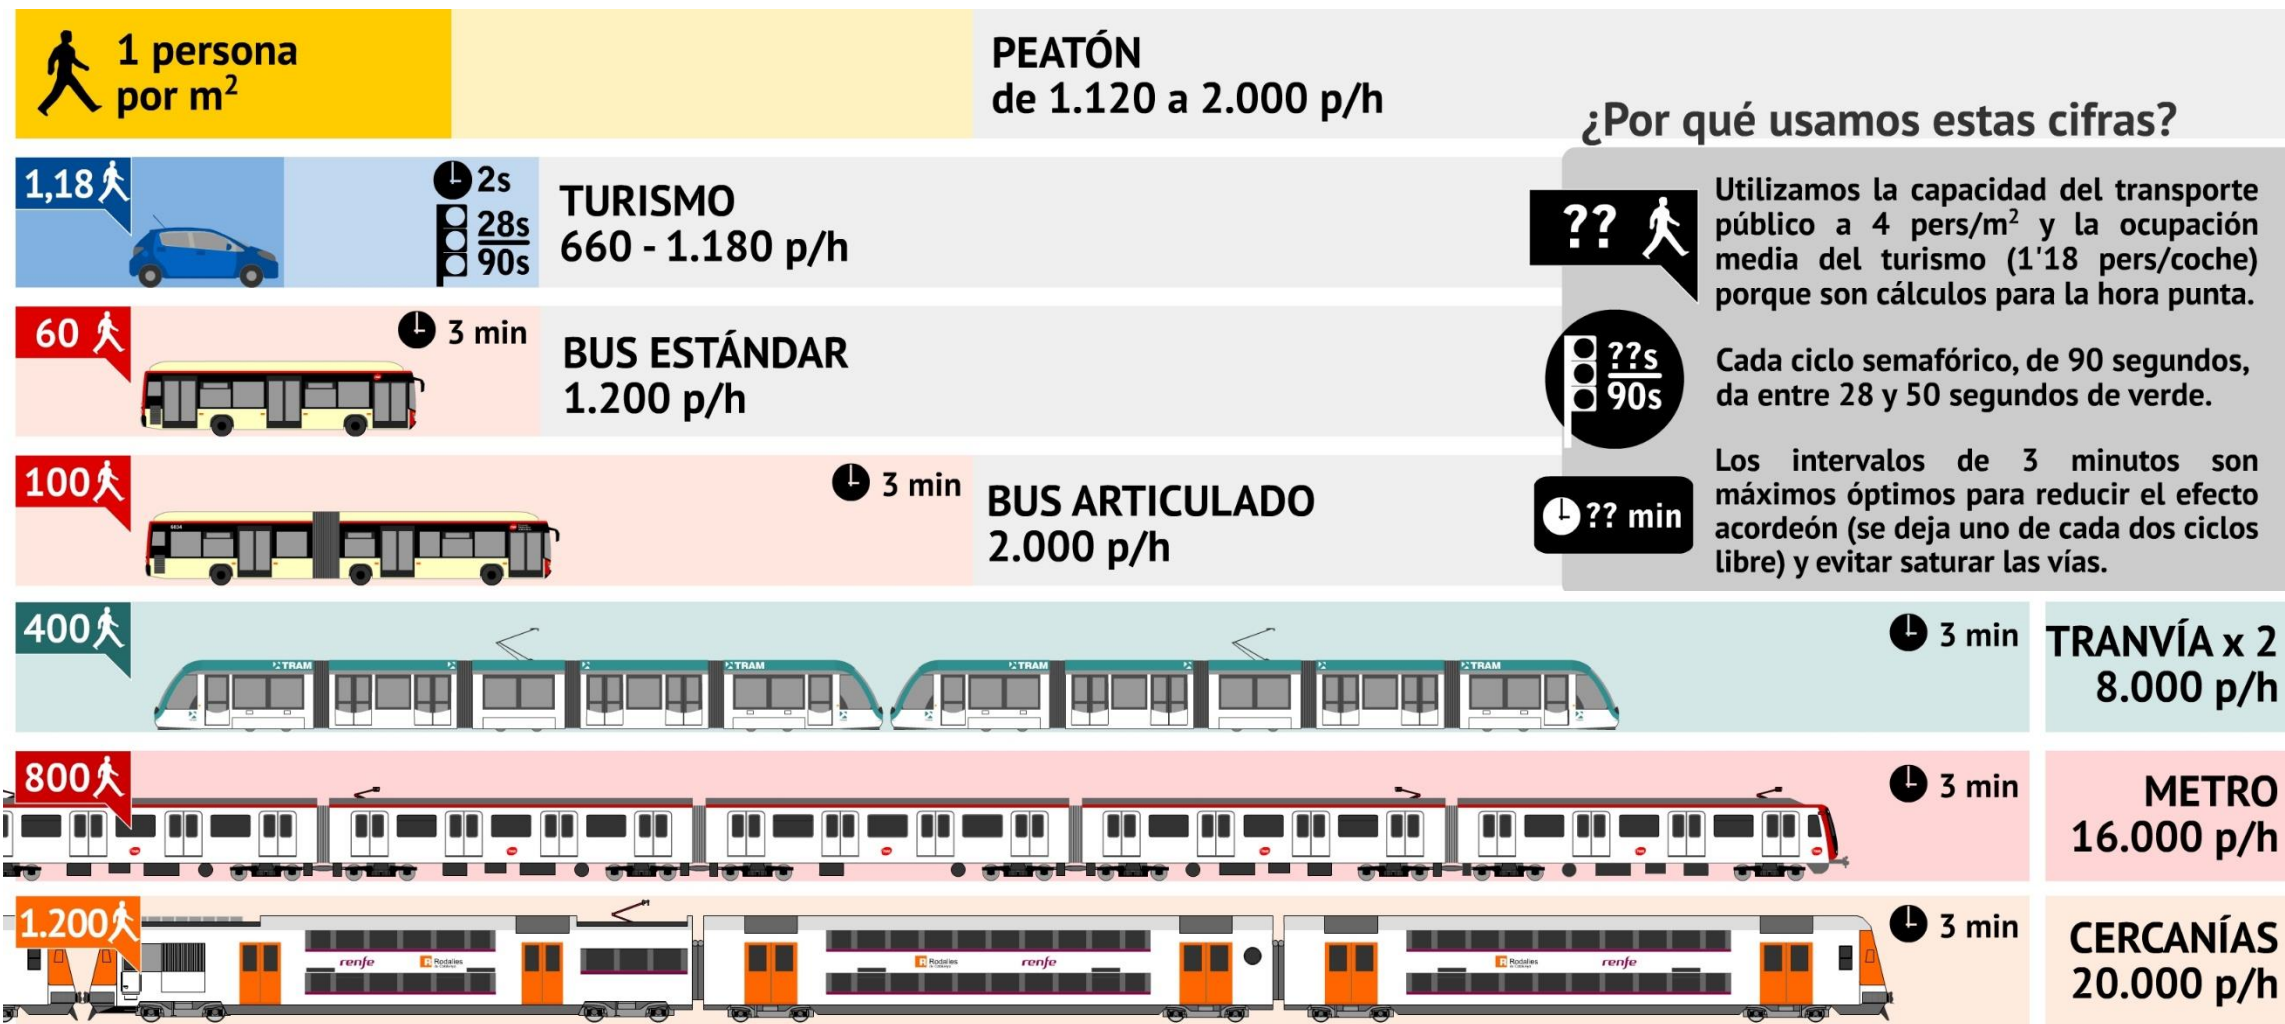 1 persona
por m²
PEATÓN
de 1.120 a 2.000 p/h
¿Por qué usamos estas cifras?
1,18
2s
28s
90s
TURISMO
660 - 1.180 p/h
??
Utilizamos la capacidad del transporte
público a 4 pers/m² y la ocupación
media del turismo (1'18 pers/coche)
porque son cálculos para la hora punta.
60
3 min
BUS ESTÁNDAR
1.200 p/h
??s
90s
Cada ciclo semafórico, de 90 segundos,
da entre 28 y 50 segundos de verde.
100
3 min
BUS ARTICULADO
2.000 p/h
?? min
Los intervalos de 3 minutos son
máximos óptimos para reducir el efecto
acordeón (se deja uno de cada dos ciclos
libre) y evitar saturar las vías.
400
3 min
TRANVÍA x 2
8.000 p/h
TRAM
TRAM
TRAM
TRAM
800
3 min
METRO
16.000 p/h
1.200
3 min
CERCANÍAS
20.000 p/h
renfe
R Rodalies
R Rodalies
renfe
R Rodalies
renfe